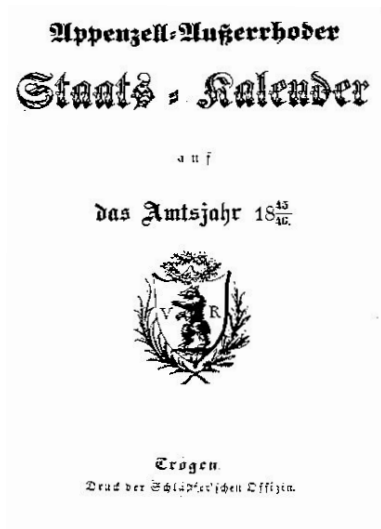 Appenzell-Außerrhoder
Staats-Kalender
auf
das Amtsjahr 18 45/46.
V R
Trogen.
Druck der Schläpfer'schen Offizin.